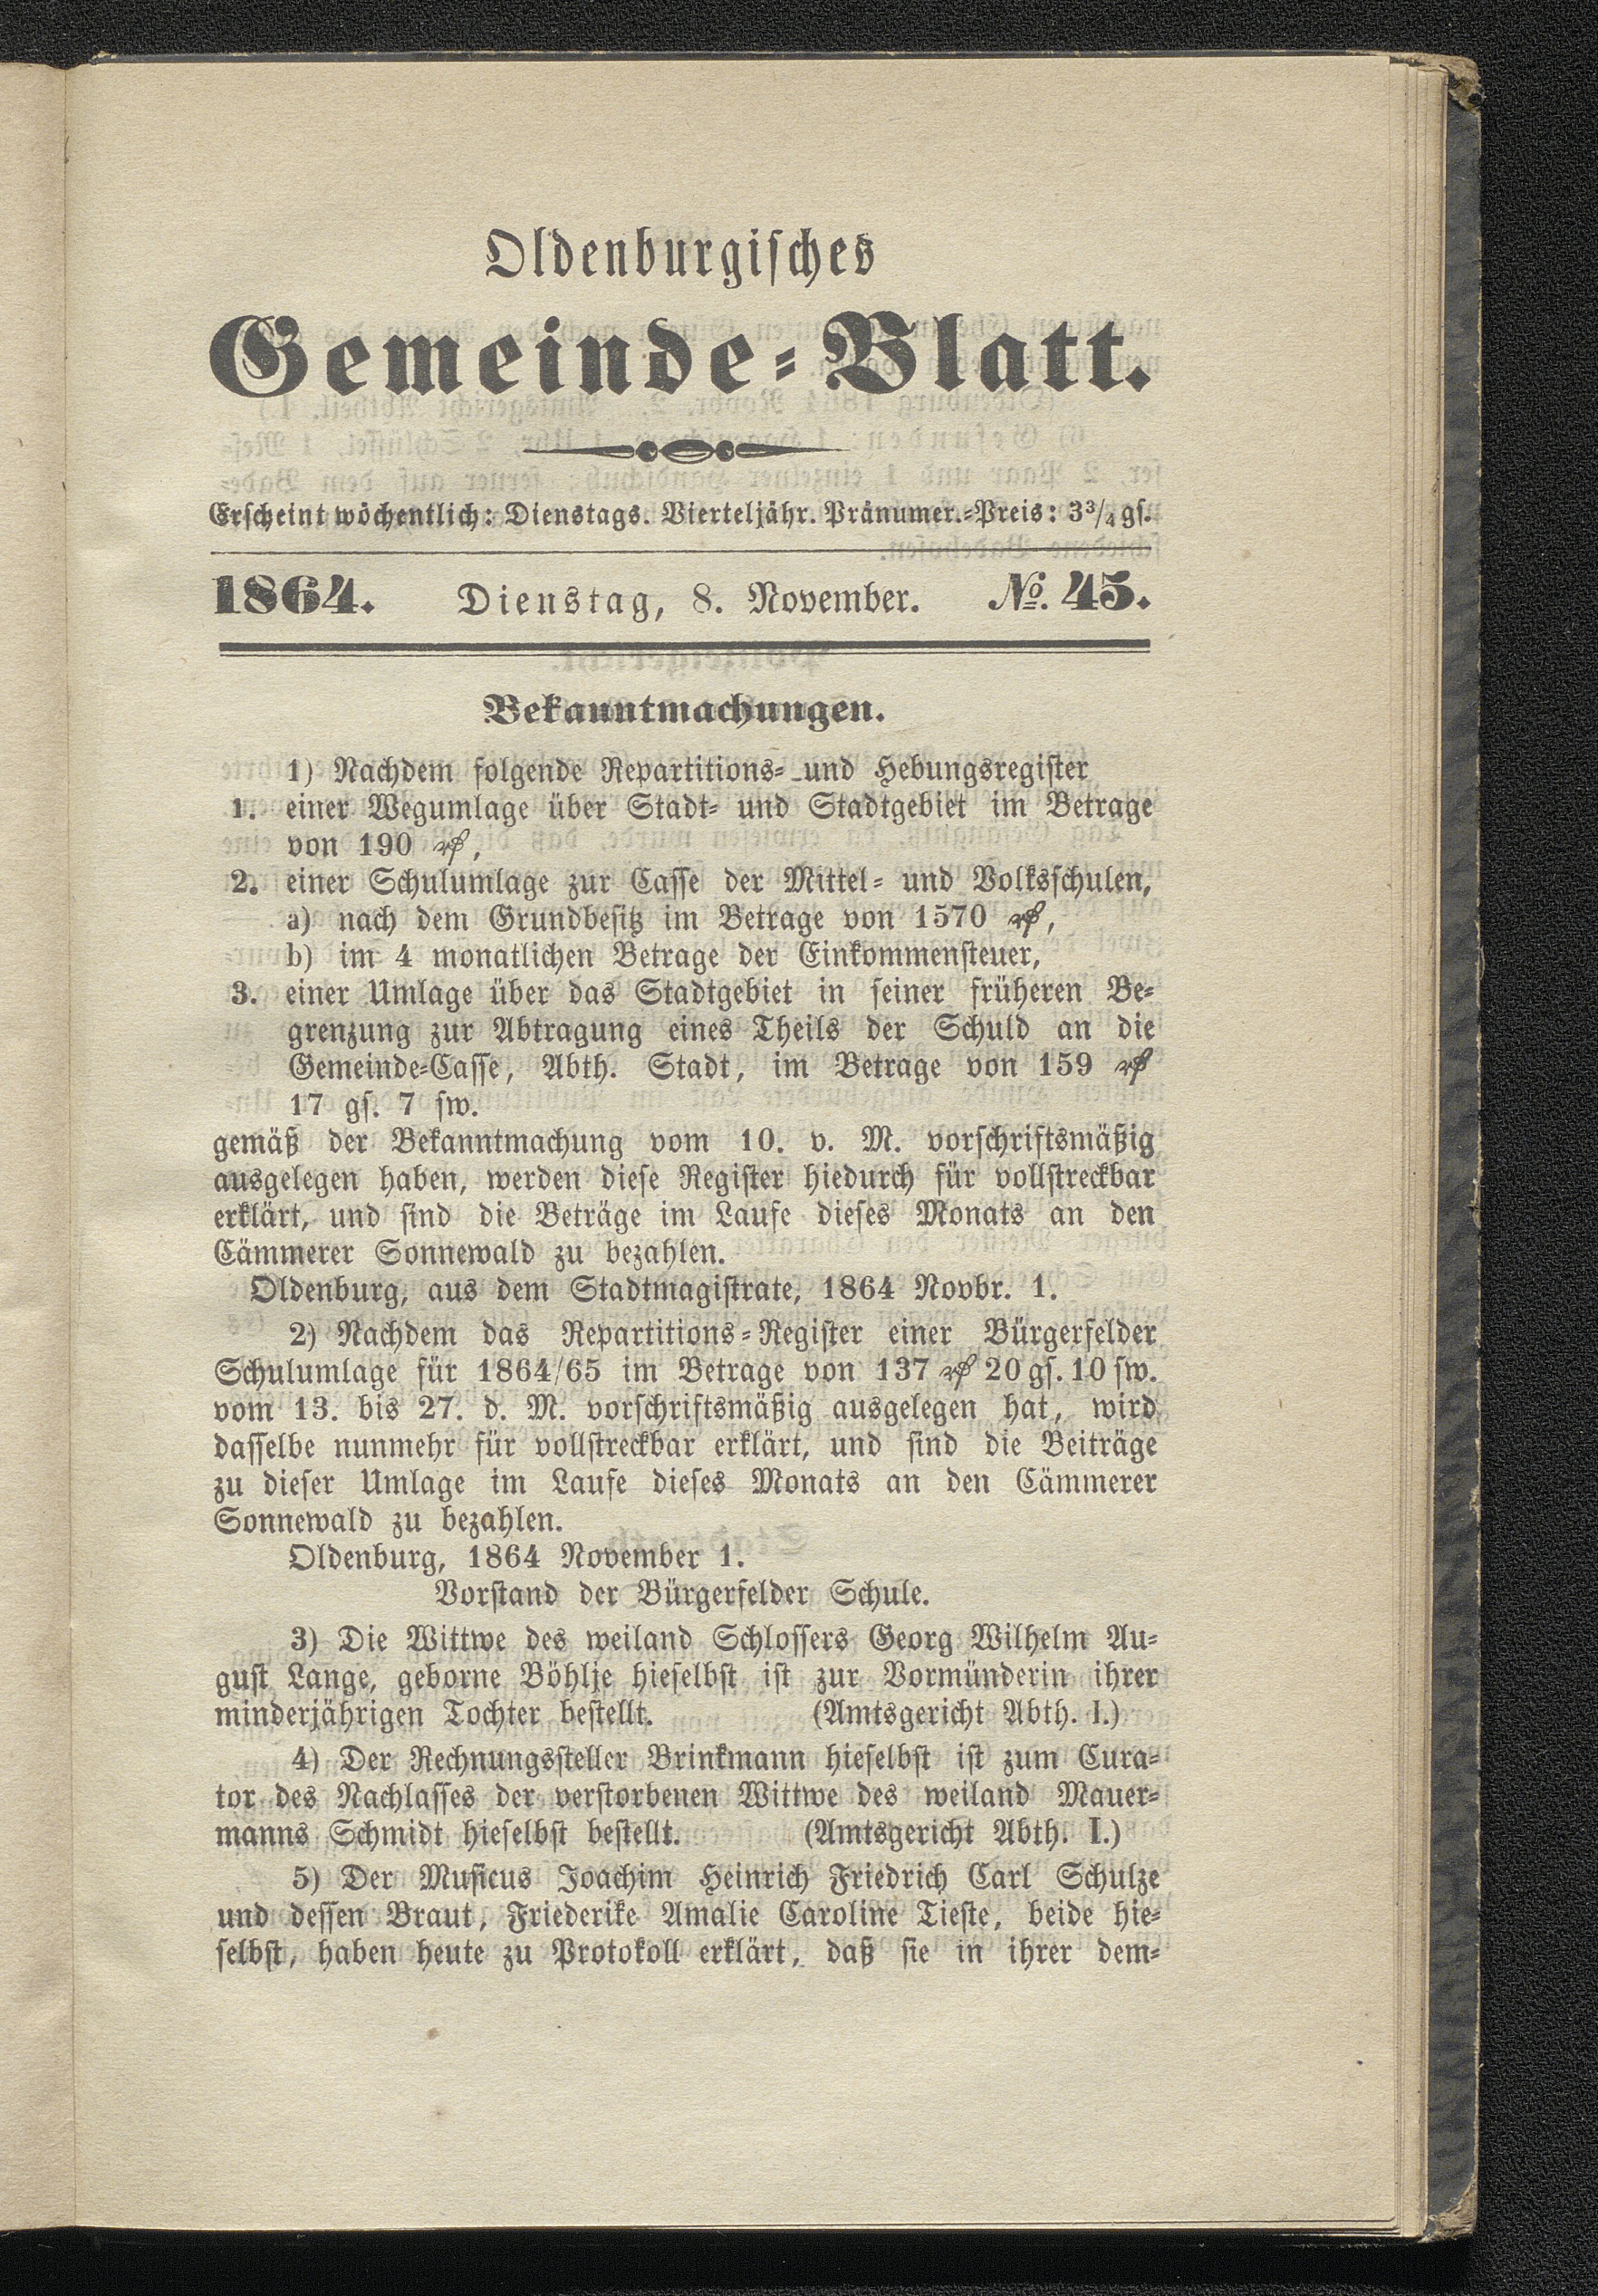 Oldenburgisches
Gemeinde-Blatt.
Erscheint wöchentlich: Dienstags. Vierteljähr. Pränumer.-Preis: 3³/₄ gs.
1864. Dienstag, 8. November. No. 45.
Bekanntmachungen.
1) Nachdem folgende Repartitions- und Hebungsregister
1. einer Wegumlage über Stadt- und Stadtgebiet im Betrage
von 190 ₰,
2. einer Schulumlage zur Casse der Mittel- und Volksschulen,
a) nach dem Grundbesitz im Betrage von 1570 ₰,
b) im 4 monatlichen Betrage der Einkommensteuer,
3. einer Umlage über das Stadtgebiet in seiner früheren Be-
grenzung zur Abtragung eines Theils der Schuld an die
Gemeinde-Casse, Abth. Stadt, im Betrage von 159 ₰
17 gs. 7 sw.
gemäß der Bekanntmachung vom 10. v. M. vorschriftsmäßig
ausgelegen haben, werden diese Register hiedurch für vollstreckbar
erklärt, und sind die Beträge im Laufe dieses Monats an den
Cämmerer Sonnewald zu bezahlen.
Oldenburg, aus dem Stadtmagistrate, 1864 Novbr. 1.
2) Nachdem das Repartitions-Register einer Bürgerfelder
Schulumlage für 1864/65 im Betrage von 137 ₰ 20 gs. 10 sw.
vom 13. bis 27. d. M. vorschriftsmäßig ausgelegen hat, wird
dasselbe nunmehr für vollstreckbar erklärt, und sind die Beiträge
zu dieser Umlage im Laufe dieses Monats an den Cämmerer
Sonnewald zu bezahlen.
Oldenburg, 1864 November 1.
Vorstand der Bürgerfelder Schule.
3) Die Wittwe des weiland Schlossers Georg Wilhelm Au-
gust Lange, geborne Böhlje hieselbst ist zur Vormünderin ihrer
minderjährigen Tochter bestellt. (Amtsgericht Abth. I.)
4) Der Rechnungssteller Brinkmann hieselbst ist zum Cura-
tor des Nachlasses der verstorbenen Wittwe des weiland Mauer-
manns Schmidt hieselbst bestellt. (Amtsgericht Abth. I.)
5) Der Musicus Joachim Heinrich Friedrich Carl Schulze
und dessen Braut, Friederike Amalie Caroline Tieste, beide hie-
selbst, haben heute zu Protokoll erklärt, daß sie in ihrer dem-